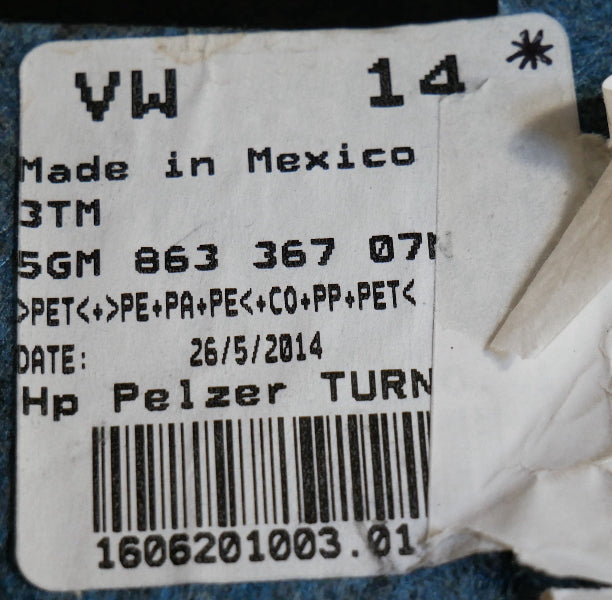 VW 14 *
Made in Mexico
3TM
5GM 863 367 07
>PET<+>PE+PA+PE<+CO+PP+PET<
DATE: 26/5/2014
Hp Pelzer TURN
1606201003.01